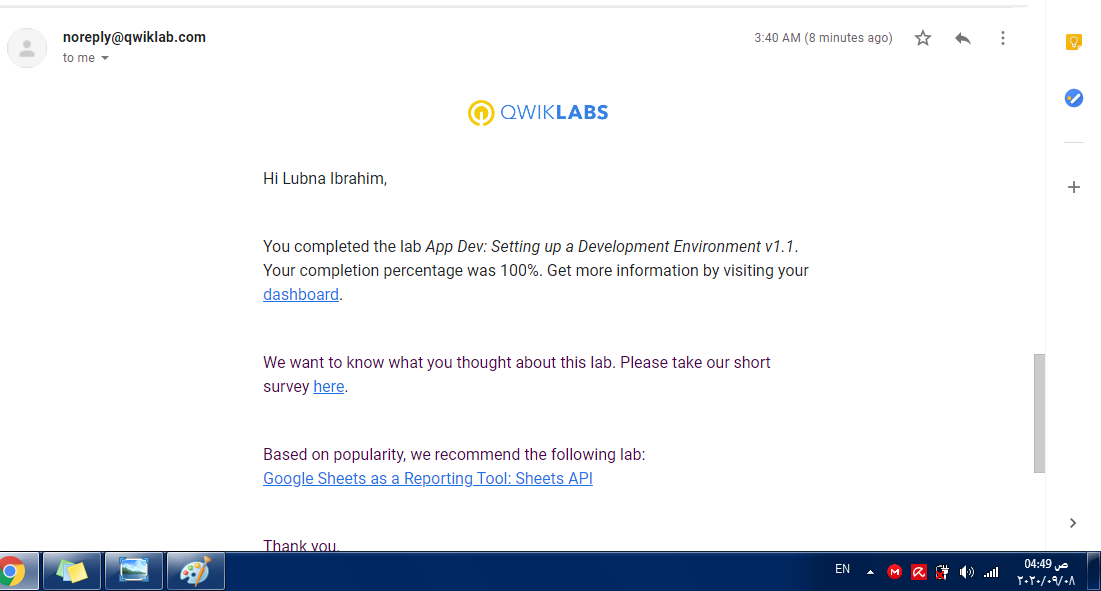 noreply@qwiklab.com
3:40 AM (8 minutes ago)
to me
QWIKLABS
Hi Lubna Ibrahim,
You completed the lab App Dev: Setting up a Development Environment v1.1.
Your completion percentage was 100%. Get more information by visiting your
dashboard.
We want to know what you thought about this lab. Please take our short
survey here.
Based on popularity, we recommend the following lab:
Google Sheets as a Reporting Tool: Sheets API
Thank you,
EN
04:49 ص
٢٠٢٠/٠٩/٠٨